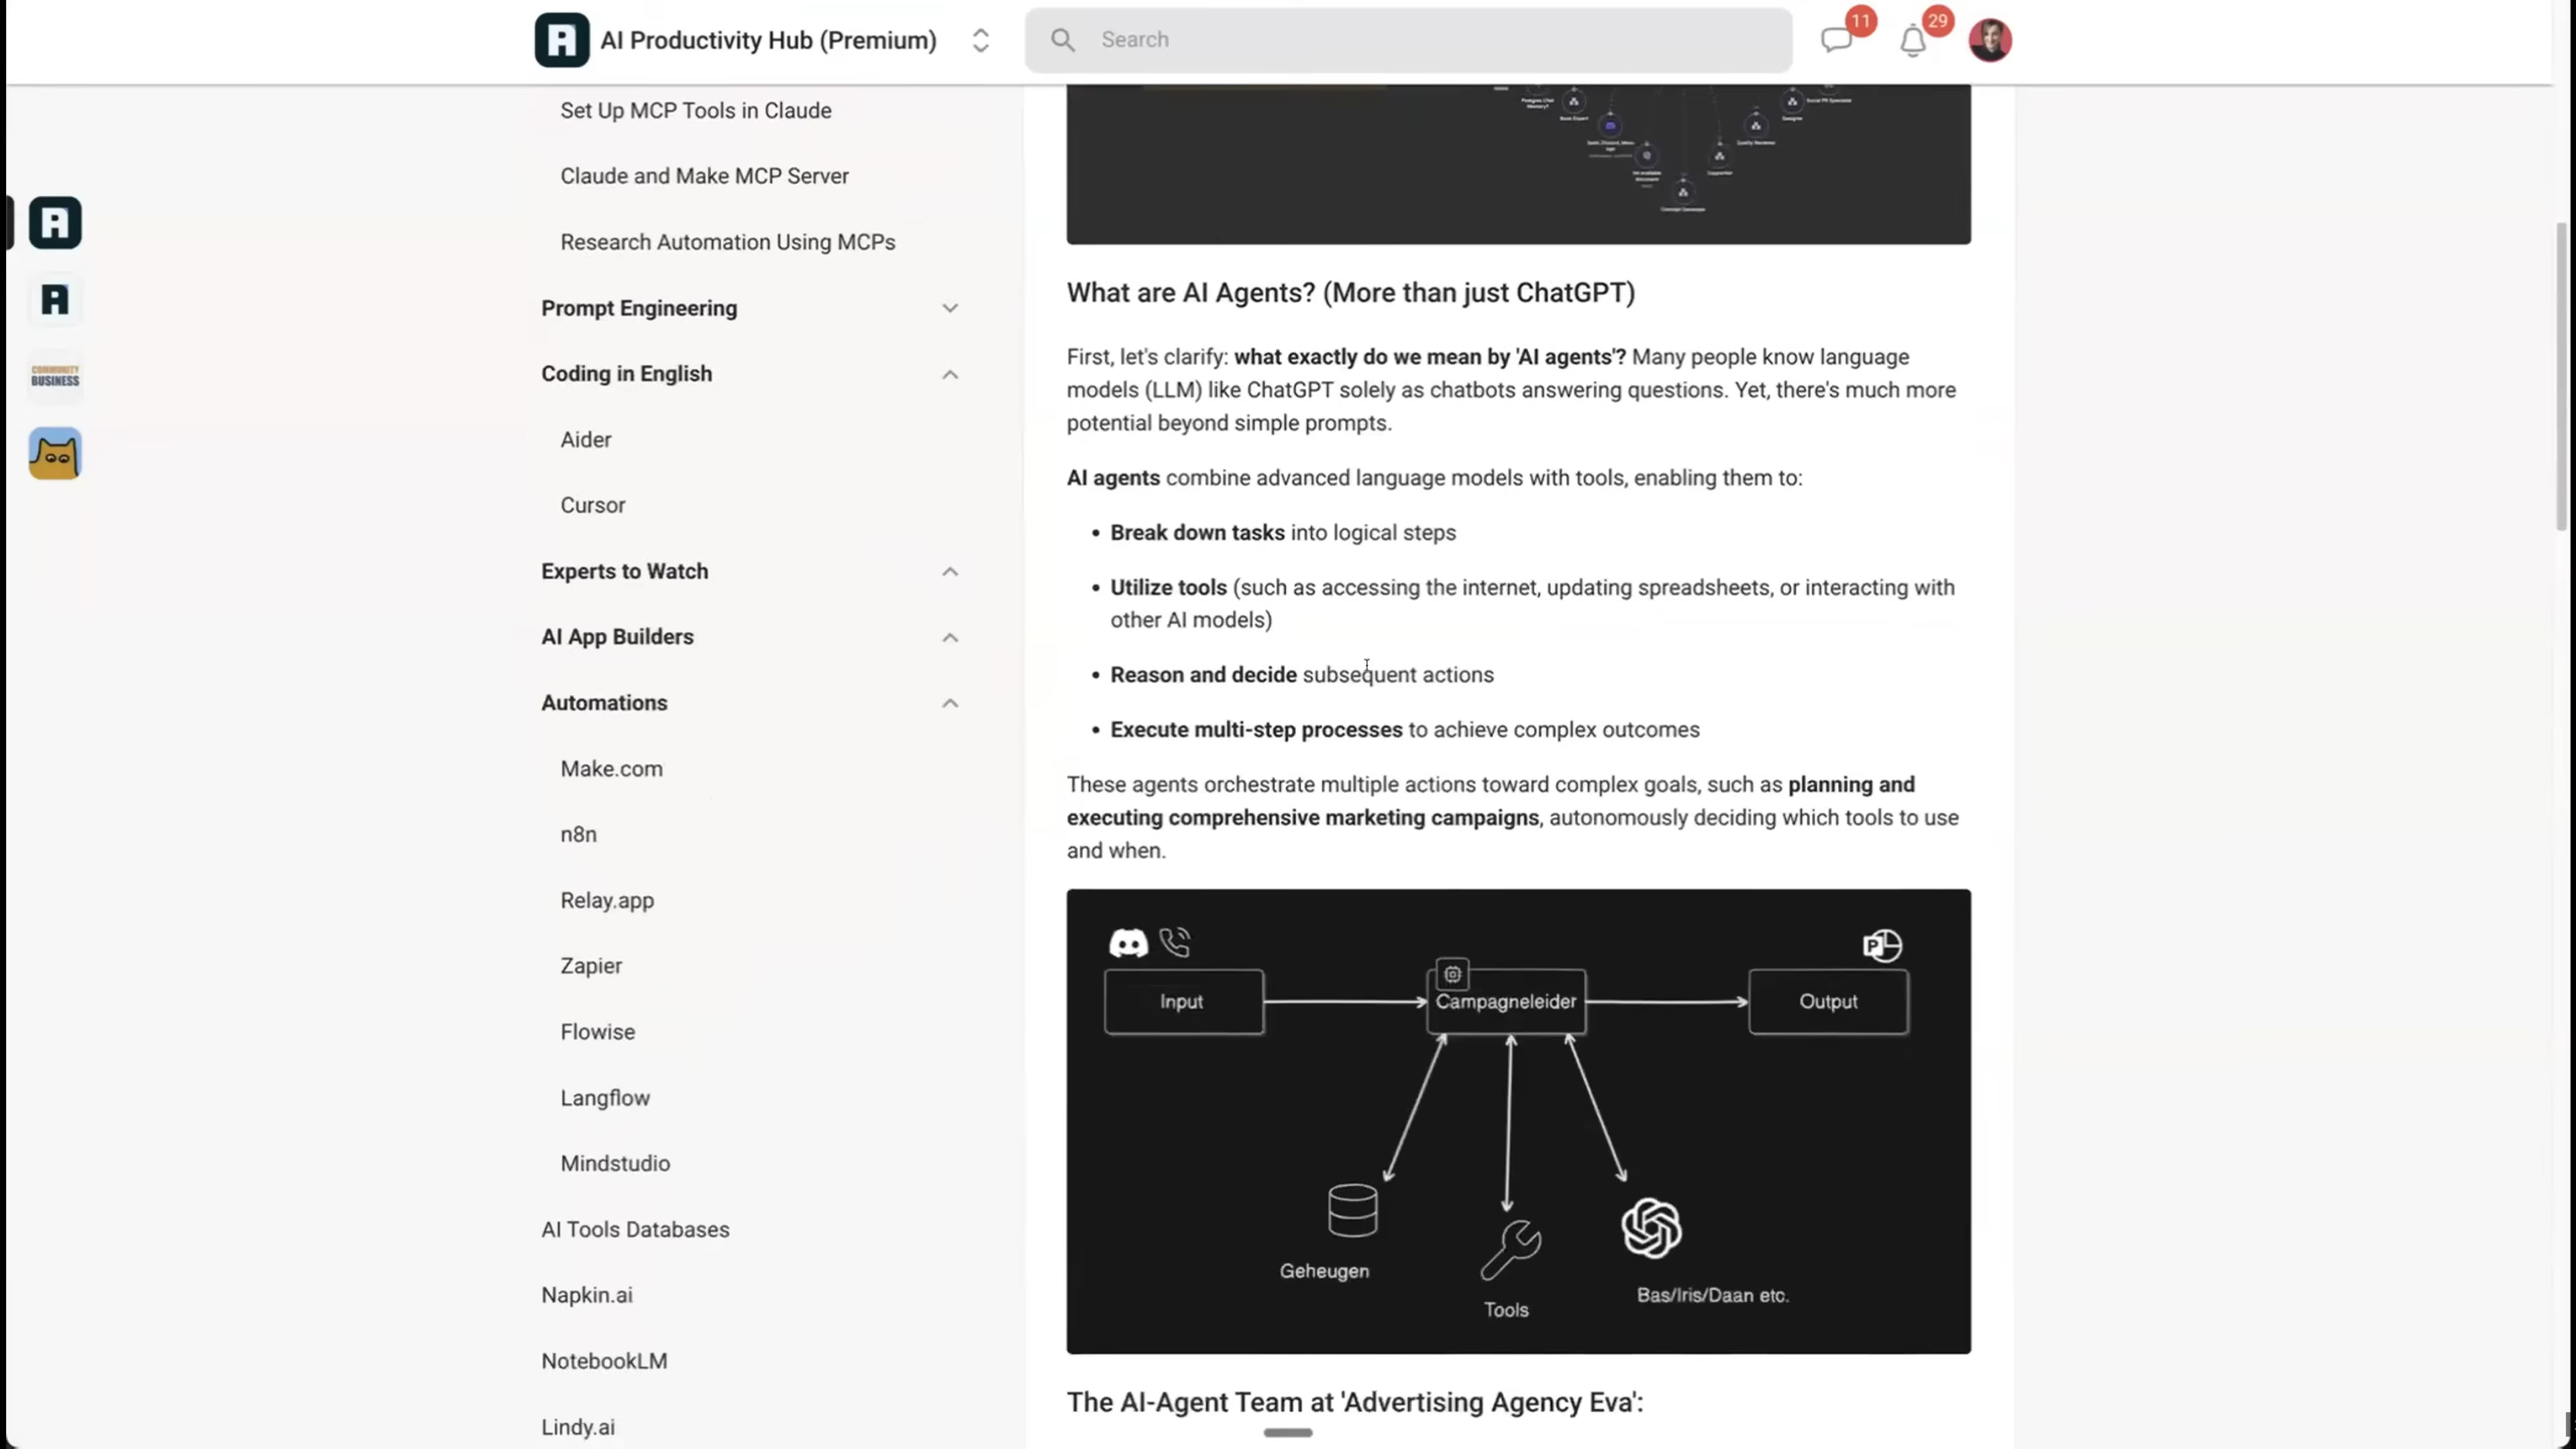 AI Productivity Hub (Premium)
Search
11
29
COMMUNITY
BUSINESS
Set Up MCP Tools in Claude
Claude and Make MCP Server
Research Automation Using MCPs
Prompt Engineering
Coding in English
Aider
Cursor
Experts to Watch
AI App Builders
Automations
Make.com
n8n
Relay.app
Zapier
Flowise
Langflow
Mindstudio
AI Tools Databases
Napkin.ai
NotebookLM
Lindy.ai
What are AI Agents? (More than just ChatGPT)
First, let's clarify: what exactly do we mean by 'AI agents'? Many people know language
models (LLM) like ChatGPT solely as chatbots answering questions. Yet, there's much more
potential beyond simple prompts.
AI agents combine advanced language models with tools, enabling them to:
• Break down tasks into logical steps
• Utilize tools (such as accessing the internet, updating spreadsheets, or interacting with
other AI models)
• Reason and decide subsequent actions
• Execute multi-step processes to achieve complex outcomes
These agents orchestrate multiple actions toward complex goals, such as planning and
executing comprehensive marketing campaigns, autonomously deciding which tools to use
and when.
Input
Campagneleider
Output
Geheugen
Tools
Bas/Iris/Daan etc.
The AI-Agent Team at 'Advertising Agency Eva':